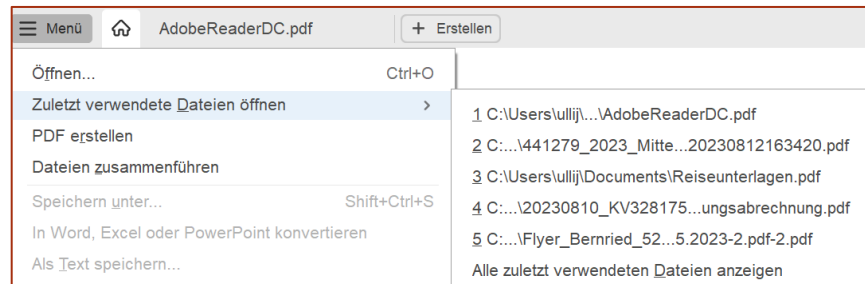 Menü AdobeReaderDC.pdf + Erstellen
Öffnen... Ctrl+O
Zuletzt verwendete Dateien öffnen >
PDF erstellen
Dateien zusammenführen
Speichern unter... Shift+Ctrl+S
In Word, Excel oder PowerPoint konvertieren
Als Text speichern...
1 C:\Users\ullij\...\AdobeReaderDC.pdf
2 C:...\441279_2023_Mitte...20230812163420.pdf
3 C:\Users\ullij\Documents\Reiseunterlagen.pdf
4 C:...\20230810_KV328175...ungsabrechnung.pdf
5 C:...\Flyer_Bernried_52...5.2023-2.pdf-2.pdf
Alle zuletzt verwendeten Dateien anzeigen